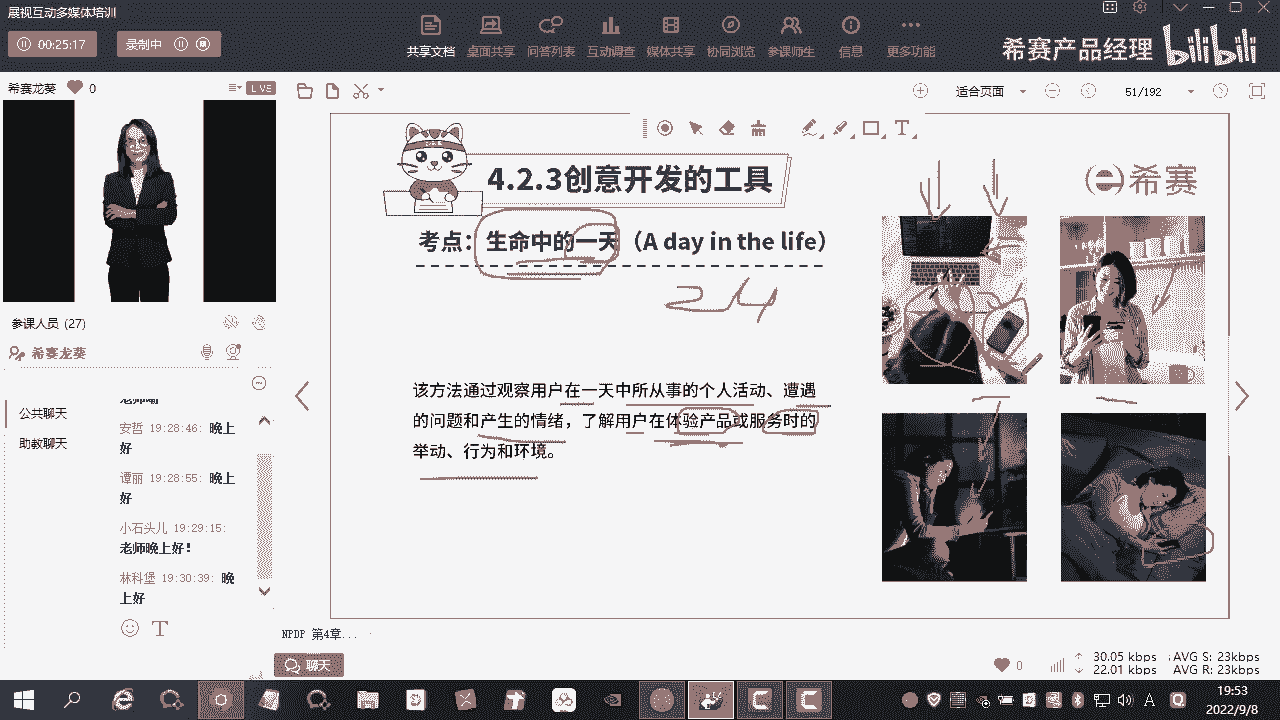 展视互动多媒体培训
00:25:17
录制中
共享文档 桌面共享 问答列表 互动调查 媒体共享 协同浏览 参课师生 信息 更多功能
希赛产品经理 bilibili
希赛龙葵 0
LIVE
适合页面
51/192
参课人员 (27)
希赛龙葵
公共聊天
助教聊天
安哲 19:28:46: 晚上
好
谭丽 19:28:55: 晚上
好
小石头儿 19:29:15:
老师晚上好!
林科堡 19:30:39: 晚
上好
4.2.3创意开发的工具
希赛
考点：生命中的一天（A day in the life）
24
该方法通过观察用户在一天中所从事的个人活动、遭遇
的问题和产生的情绪，了解用户在体验产品或服务时的
举动、行为和环境。
NPDP 第4章...
聊天
0
30.05 kbps AVG S: 23kbps
22.01 kbps AVG R: 23kbps
19:53
2022/9/8